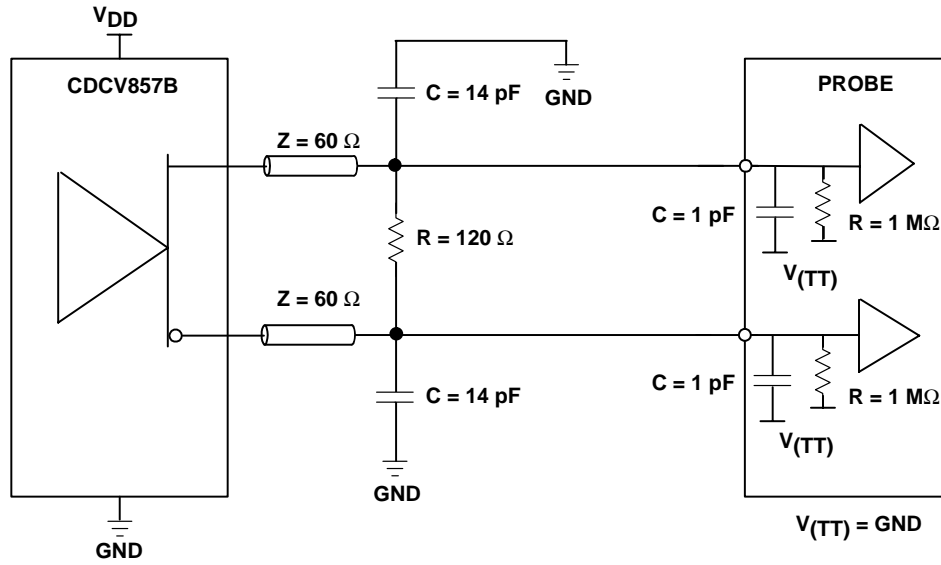 VDD
CDCV857B
C = 14 pF
GND
PROBE
Z = 60 Ω
C = 1 pF
R = 1 MΩ
V(TT)
R = 120 Ω
Z = 60 Ω
C = 14 pF
C = 1 pF
R = 1 MΩ
V(TT)
GND
V(TT) = GND
GND